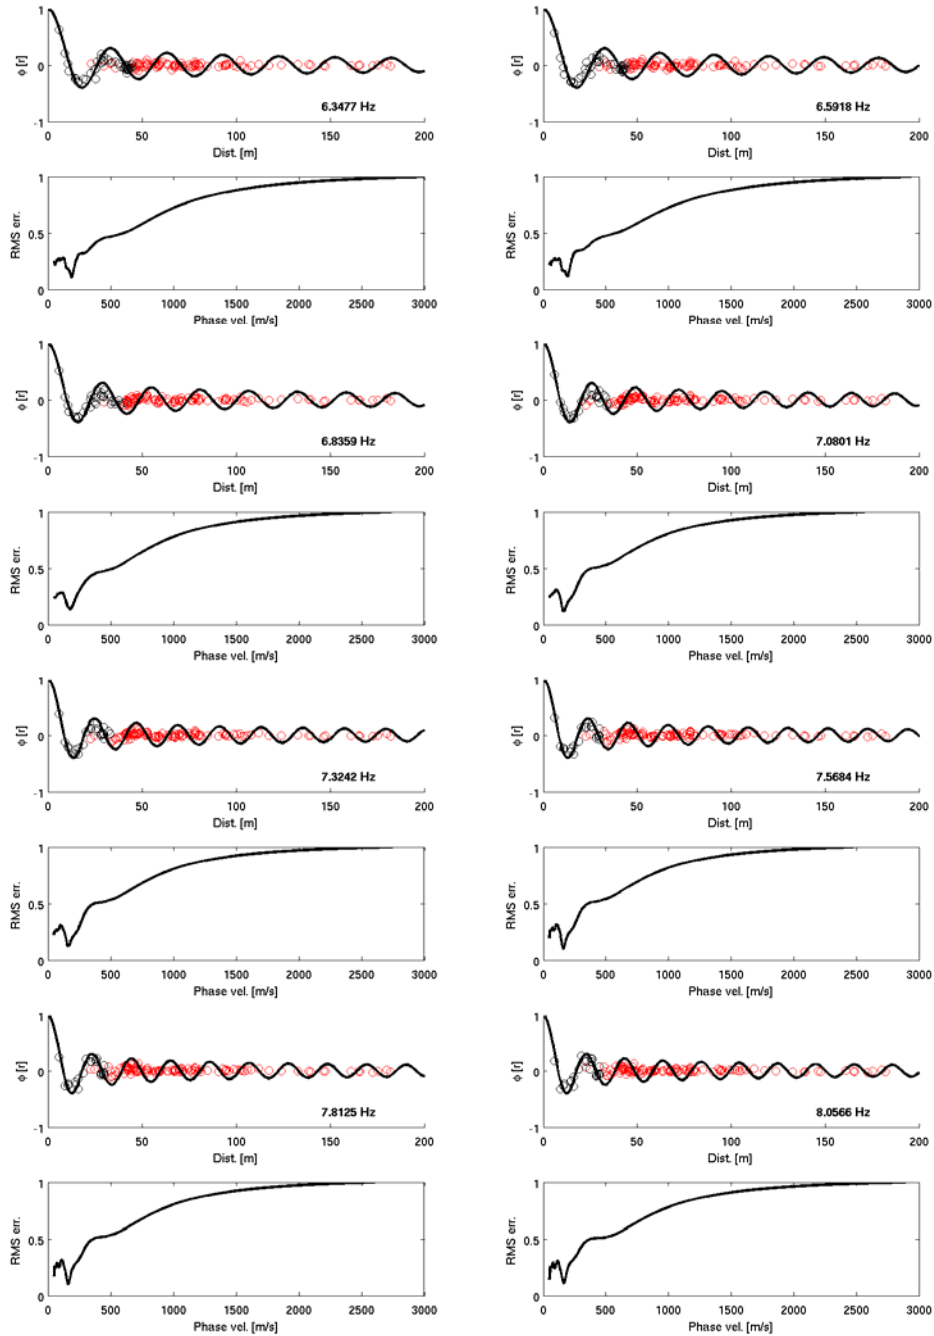 1
0
-1
ϕ [r]
6.3477 Hz
0 50 100 150 200
Dist. [m]
1
0
-1
ϕ [r]
6.5918 Hz
0 50 100 150 200
Dist. [m]
1
0.5
0
RMS err.
0 500 1000 1500 2000 2500 3000
Phase vel. [m/s]
1
0.5
0
RMS err.
0 500 1000 1500 2000 2500 3000
Phase vel. [m/s]
1
0
-1
ϕ [r]
6.8359 Hz
0 50 100 150 200
Dist. [m]
1
0
-1
ϕ [r]
7.0801 Hz
0 50 100 150 200
Dist. [m]
1
0.5
0
RMS err.
0 500 1000 1500 2000 2500 3000
Phase vel. [m/s]
1
0.5
0
RMS err.
0 500 1000 1500 2000 2500 3000
Phase vel. [m/s]
1
0
-1
ϕ [r]
7.3242 Hz
0 50 100 150 200
Dist. [m]
1
0
-1
ϕ [r]
7.5684 Hz
0 50 100 150 200
Dist. [m]
1
0.5
0
RMS err.
0 500 1000 1500 2000 2500 3000
Phase vel. [m/s]
1
0.5
0
RMS err.
0 500 1000 1500 2000 2500 3000
Phase vel. [m/s]
1
0
-1
ϕ [r]
7.8125 Hz
0 50 100 150 200
Dist. [m]
1
0
-1
ϕ [r]
8.0566 Hz
0 50 100 150 200
Dist. [m]
1
0.5
0
RMS err.
0 500 1000 1500 2000 2500 3000
Phase vel. [m/s]
1
0.5
0
RMS err.
0 500 1000 1500 2000 2500 3000
Phase vel. [m/s]